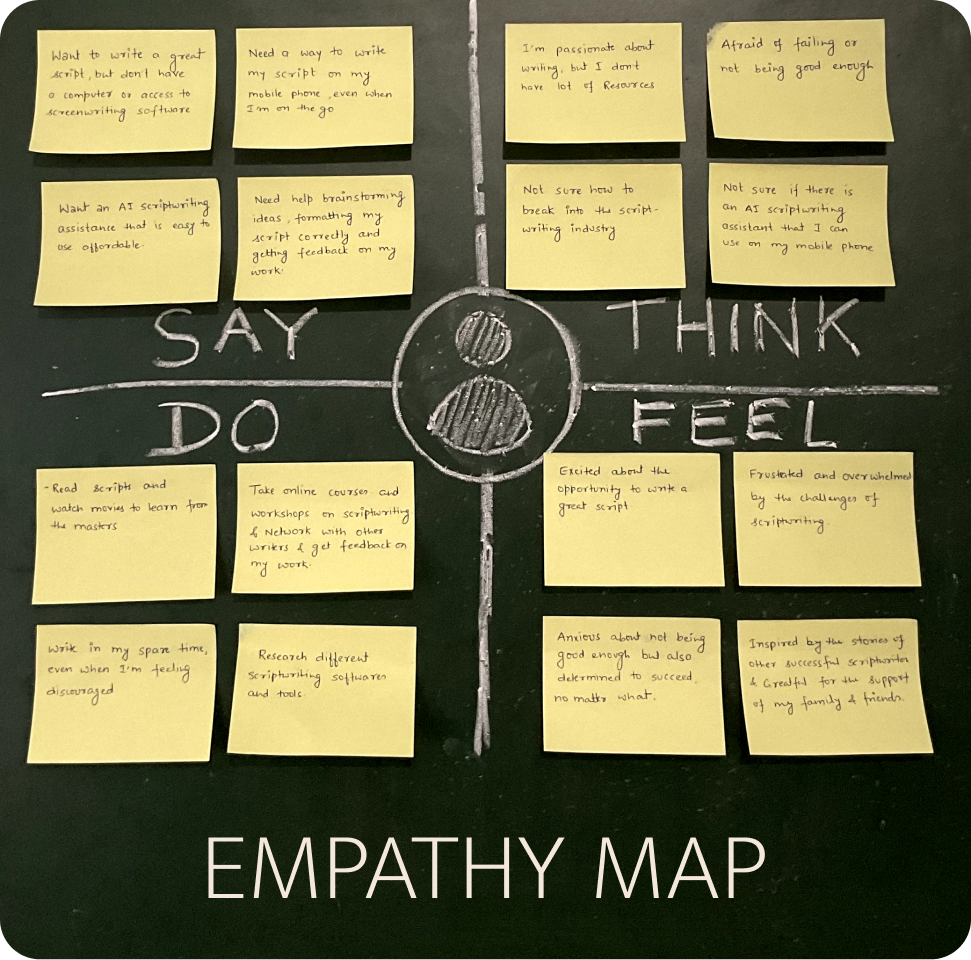 Want to write a great
script, but don't have
a computer or access to
screenwriting software
Need a way to write
my script on my
mobile phone, even when
I'm on the go
I'm passionate about
writing, but I don't
have lot of Resources
Afraid of failing or
not being good enough
Want an AI scriptwriting
assistance that is easy to
use affordable.
Need help brainstorming
ideas, formatting my
script correctly and
getting feedback on my
work.
Not sure how to
break into the script-
writing industry
Not sure if there is
an AI scriptwriting
assistant that I can
use on my mobile phone
SAY
THINK
DO
FEEL
- Read scripts and
watch movies to learn from
the masters
Take online courses and
workshops on scriptwriting
& Network with other
writers & get feedback on
my work.
Excited about the
opportunity to write a
great script.
Frustated and overwhelmed
by the challenges of
scriptwriting.
Write in my spare time,
even when I'm feeling
discouraged
Research different
Scriptwriting softwares
and tools.
Anxious about not being
good enough but also
determined to succeed,
no matter what.
Inspired by the stories of
other successful scriptwriter
& Greatful for the support
of my family & friends.
EMPATHY MAP